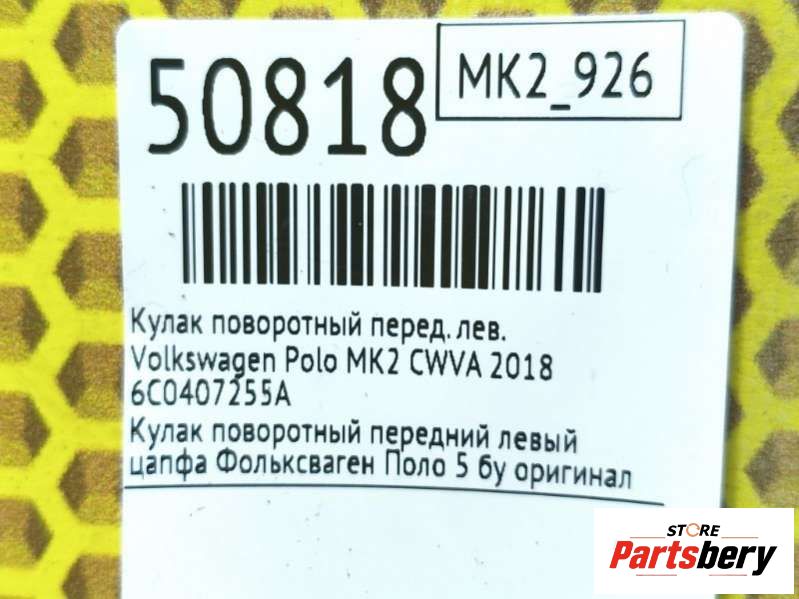 50818
MK2_926
Кулак поворотный перед. лев.
Volkswagen Polo MK2 CWVA 2018
6C0407255A
Кулак поворотный передний левый
цапфа Фольксваген Поло 5 бу оригинал
STORE
Partsbery